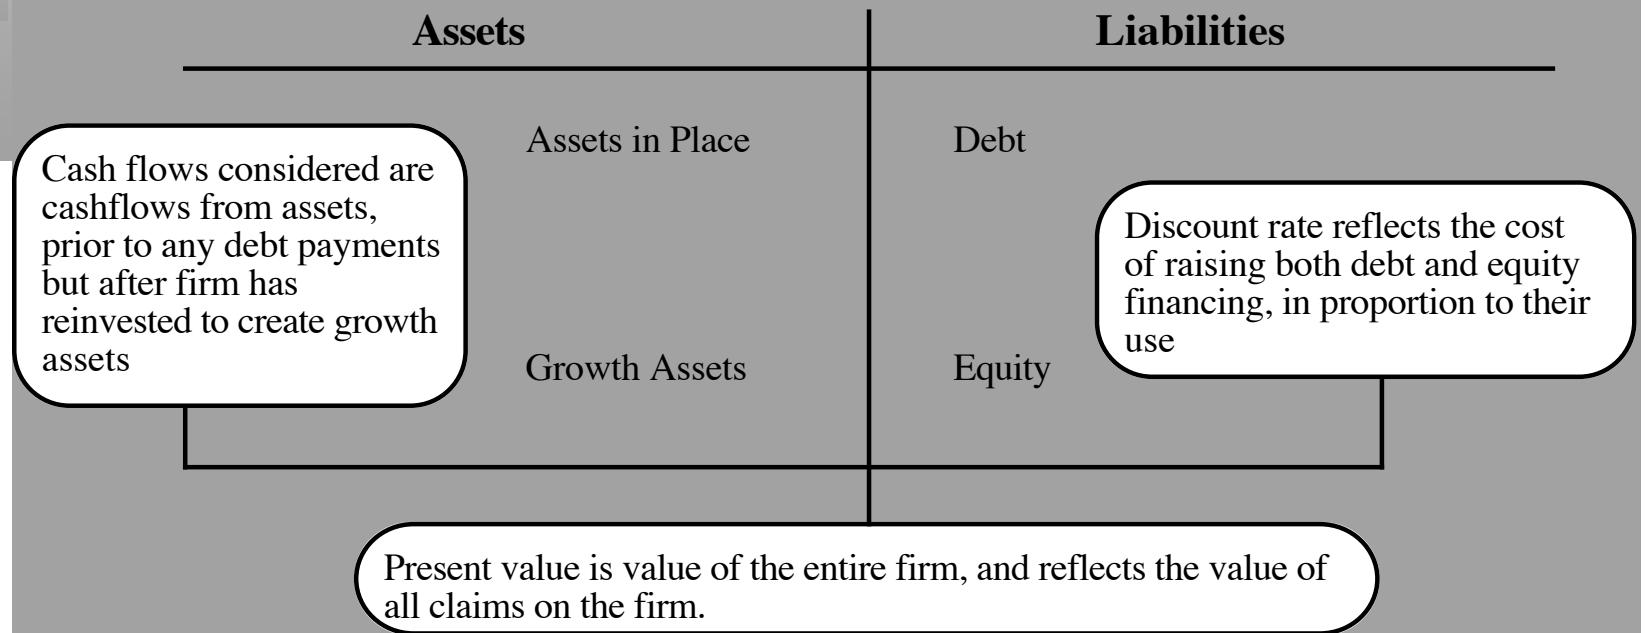 Assets
Liabilities
Assets in Place
Debt
Cash flows considered are
cashflows from assets,
prior to any debt payments
but after firm has
reinvested to create growth
assets
Discount rate reflects the cost
of raising both debt and equity
financing, in proportion to their
use
Growth Assets
Equity
Present value is value of the entire firm, and reflects the value of
all claims on the firm.